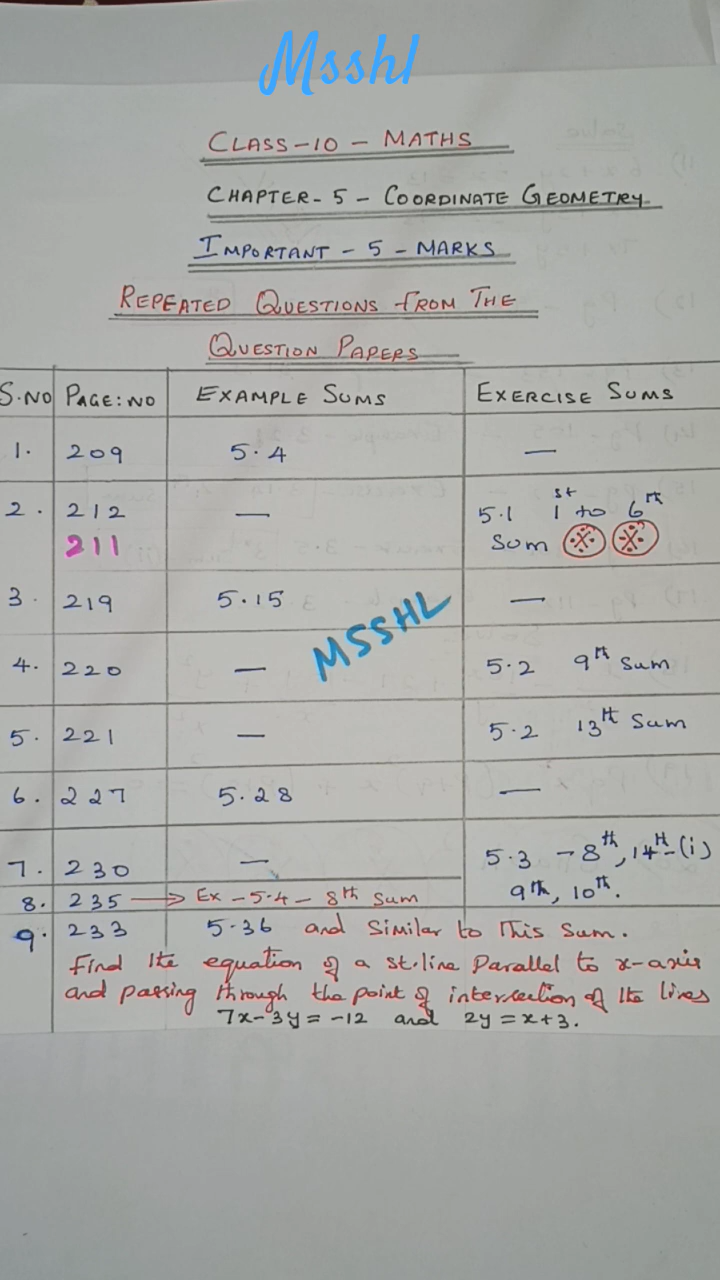 Msshl
CLASS-10 - MATHS
CHAPTER-5 - COORDINATE GEOMETRY
IMPORTANT - 5 - MARKS
REPEATED QUESTIONS FROM THE
QUESTION PAPERS
S.NO PAGE:NO EXAMPLE SUMS EXERCISE SUMS
1. 209 5.4 —
2. 212 — 5.1 1st to 6th
211 Sum
3. 219 5.15 —
MSSHL
4. 220 — 5.2 9th Sum
5. 221 — 5.2 13th Sum
6. 227 5.28 —
7. 230 — 5.3 - 8th, 14th-(i)
9th, 10th.
8. 235 → Ex - 5.4 - 8th Sum
9. 233 5.36 and Similar to This Sum.
Find the equation of a st.line Parallel to x-axis
and passing through the point of intersection of the lines
7x-3y=-12 and 2y=x+3.